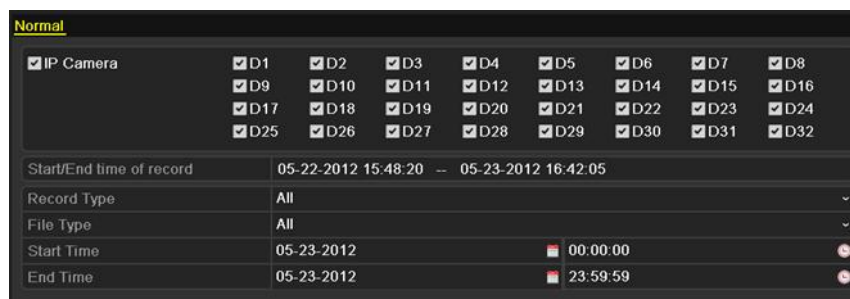 Normal
IP Camera D1 D2 D3 D4 D5 D6 D7 D8
D9 D10 D11 D12 D13 D14 D15 D16
D17 D18 D19 D20 D21 D22 D23 D24
D25 D26 D27 D28 D29 D30 D31 D32
Start/End time of record 05-22-2012 15:48:20 -- 05-23-2012 16:42:05
Record Type All
File Type All
Start Time 05-23-2012 00:00:00
End Time 05-23-2012 23:59:59